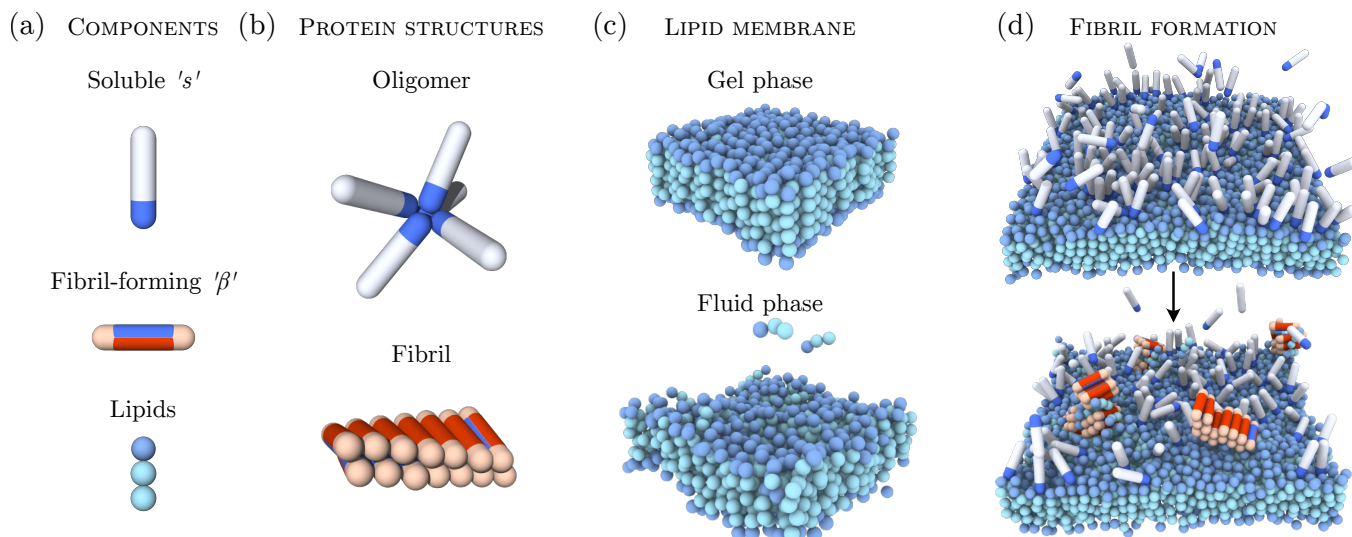 (a) COMPONENTS
Soluble 's'
Fibril-forming 'β'
Lipids
(b) PROTEIN STRUCTURES
Oligomer
Fibril
(c) LIPID MEMBRANE
Gel phase
Fluid phase
(d) FIBRIL FORMATION